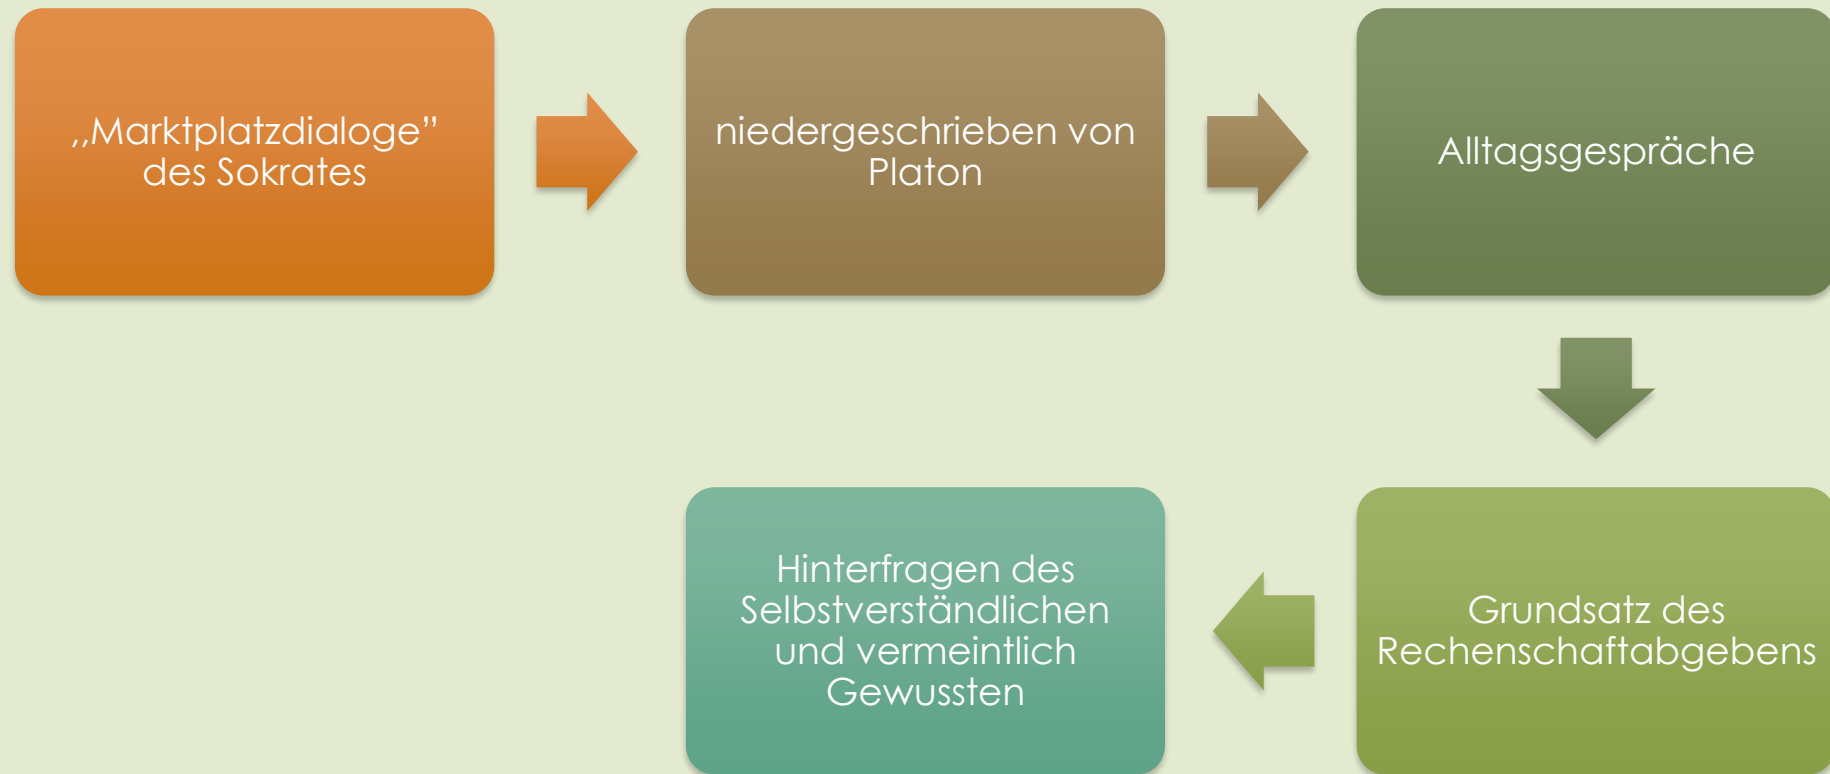 ,,Marktplatzdialoge”
des Sokrates
niedergeschrieben von
Platon
Alltagsgespräche
Grundsatz des
Rechenschaftabgebens
Hinterfragen des
Selbstverständlichen
und vermeintlich
Gewussten